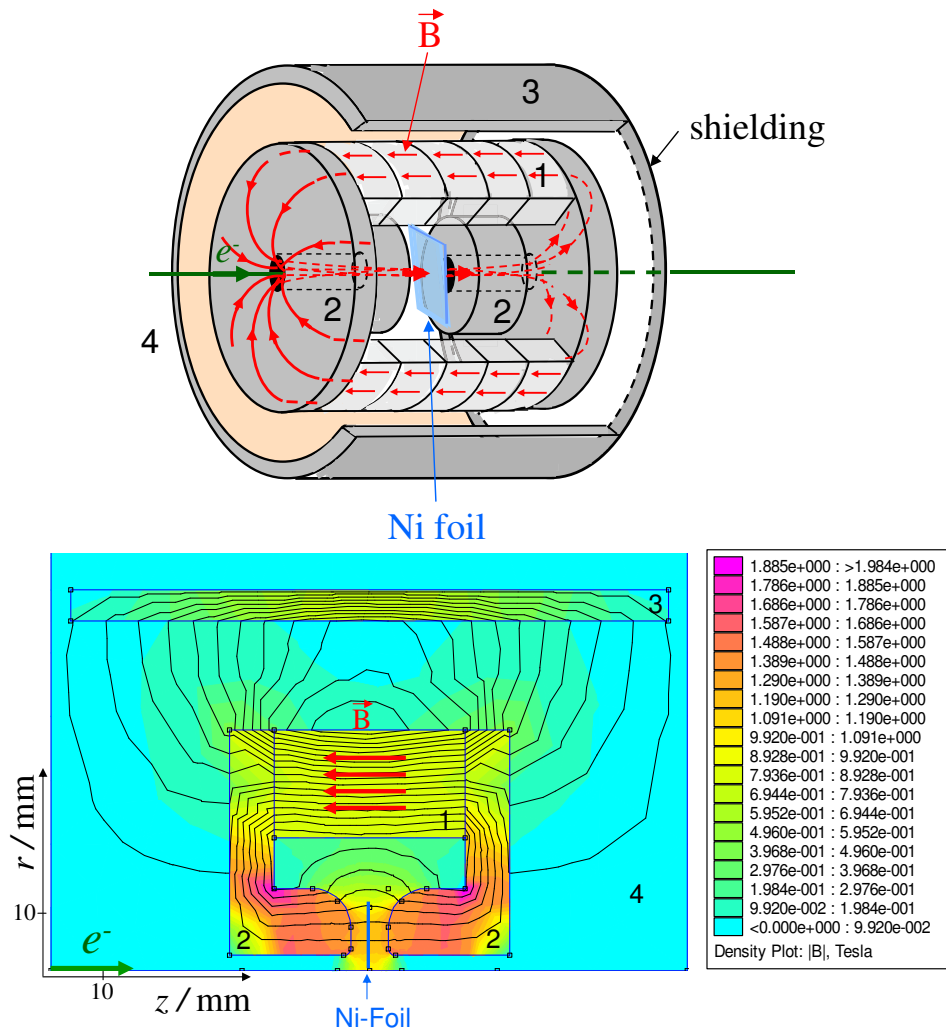 B
3
shielding
1
e-
2
2
4
Ni foil
3
B
1
4
2
2
r / mm
10
e-
10
z / mm
Ni-Foil
1.885e+000 : >1.984e+000
1.786e+000 : 1.885e+000
1.686e+000 : 1.786e+000
1.587e+000 : 1.686e+000
1.488e+000 : 1.587e+000
1.389e+000 : 1.488e+000
1.290e+000 : 1.389e+000
1.190e+000 : 1.290e+000
1.091e+000 : 1.190e+000
9.920e-001 : 1.091e+000
8.928e-001 : 9.920e-001
7.936e-001 : 8.928e-001
6.944e-001 : 7.936e-001
5.952e-001 : 6.944e-001
4.960e-001 : 5.952e-001
3.968e-001 : 4.960e-001
2.976e-001 : 3.968e-001
1.984e-001 : 2.976e-001
9.920e-002 : 1.984e-001
<0.000e+000 : 9.920e-002
Density Plot: |B|, Tesla